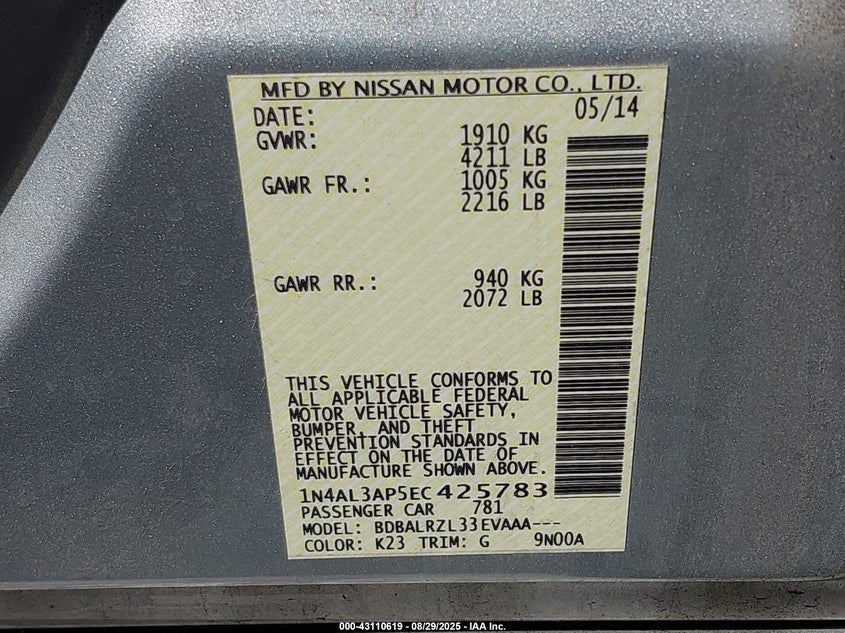 MFD BY NISSAN MOTOR CO., LTD.
DATE: 05/14
GVWR: 1910 KG
4211 LB
GAWR FR.: 1005 KG
2216 LB
GAWR RR.: 940 KG
2072 LB
THIS VEHICLE CONFORMS TO
ALL APPLICABLE FEDERAL
MOTOR VEHICLE SAFETY,
BUMPER, AND THEFT
PREVENTION STANDARDS IN
EFFECT ON THE DATE OF
MANUFACTURE SHOWN ABOVE.
1N4AL3AP5EC425783
PASSENGER CAR 781
MODEL: BDBALRZL33EVAAA---
COLOR: K23 TRIM: G 9N00A
000-43110619 - 08/29/2025 - IAA Inc.